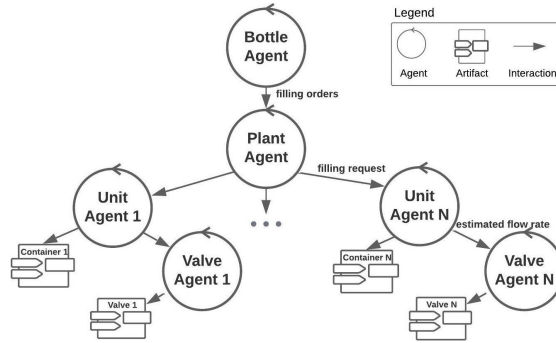 Legend
Agent
Artifact
Interaction
Bottle
Agent
filling orders
Plant
Agent
filling request
Unit
Agent 1
Unit
Agent N
estimated flow rate
Container 1
Valve
Agent 1
Valve 1
Container N
Valve
Agent N
Valve N